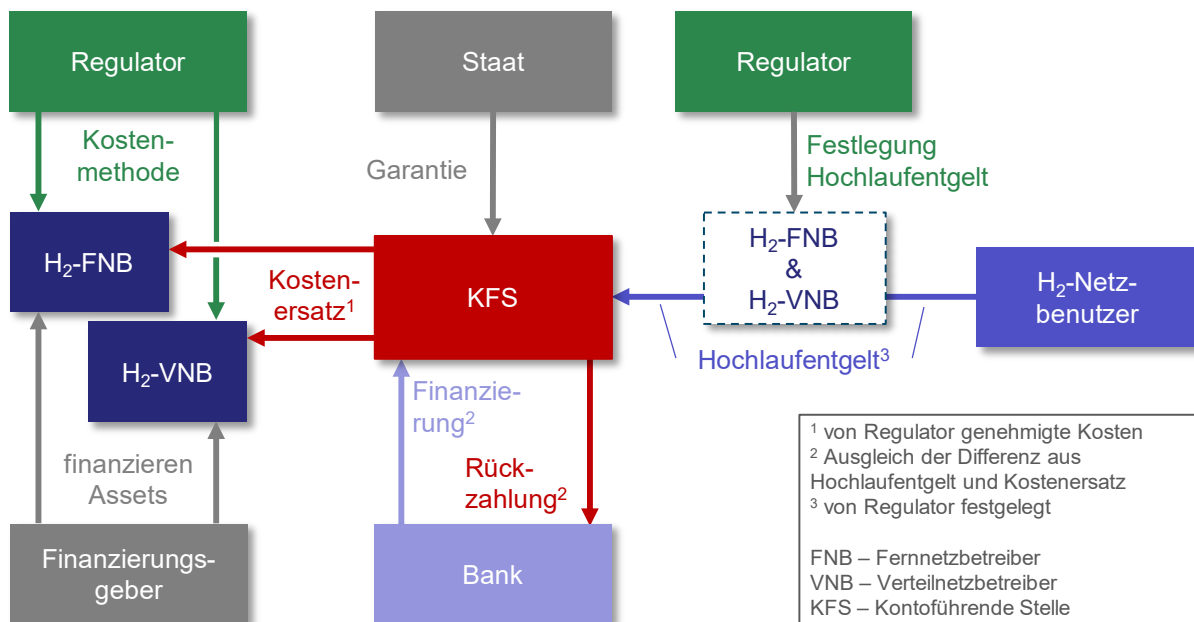 Regulator
Staat
Regulator
Kosten-
methode
Garantie
Festlegung
Hochlaufentgelt
H₂-FNB
Kosten-
ersatz¹
KFS
H₂-FNB
&
H₂-VNB
H₂-Netz-
benutzer
H₂-VNB
Hochlaufentgelt³
Finanzie-
rung²
finanzieren
Assets
Rück-
zahlung²
Finanzierungs-
geber
Bank
¹ von Regulator genehmigte Kosten
² Ausgleich der Differenz aus
Hochlaufentgelt und Kostenersatz
³ von Regulator festgelegt
FNB – Fernnetzbetreiber
VNB – Verteilnetzbetreiber
KFS – Kontoführende Stelle